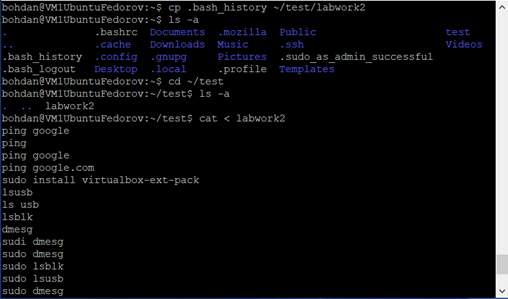 bohdan@VM1UbuntuFedorov:~$ cp .bash_history ~/test/labwork2
bohdan@VM1UbuntuFedorov:~$ ls -a
. .bashrc Documents .mozilla Public test
.. .cache Downloads Music .ssh Videos
.bash_history .config .gnupg Pictures .sudo_as_admin_successful
.bash_logout Desktop .local .profile Templates
bohdan@VM1UbuntuFedorov:~$ cd ~/test
bohdan@VM1UbuntuFedorov:~/test$ ls -a
. .. labwork2
bohdan@VM1UbuntuFedorov:~/test$ cat < labwork2
ping google
ping
ping google
ping google.com
sudo install virtualbox-ext-pack
lsusb
ls usb
lsblk
dmesg
sudi dmesg
sudo dmesg
sudo lsblk
sudo lsusb
sudo dmesg